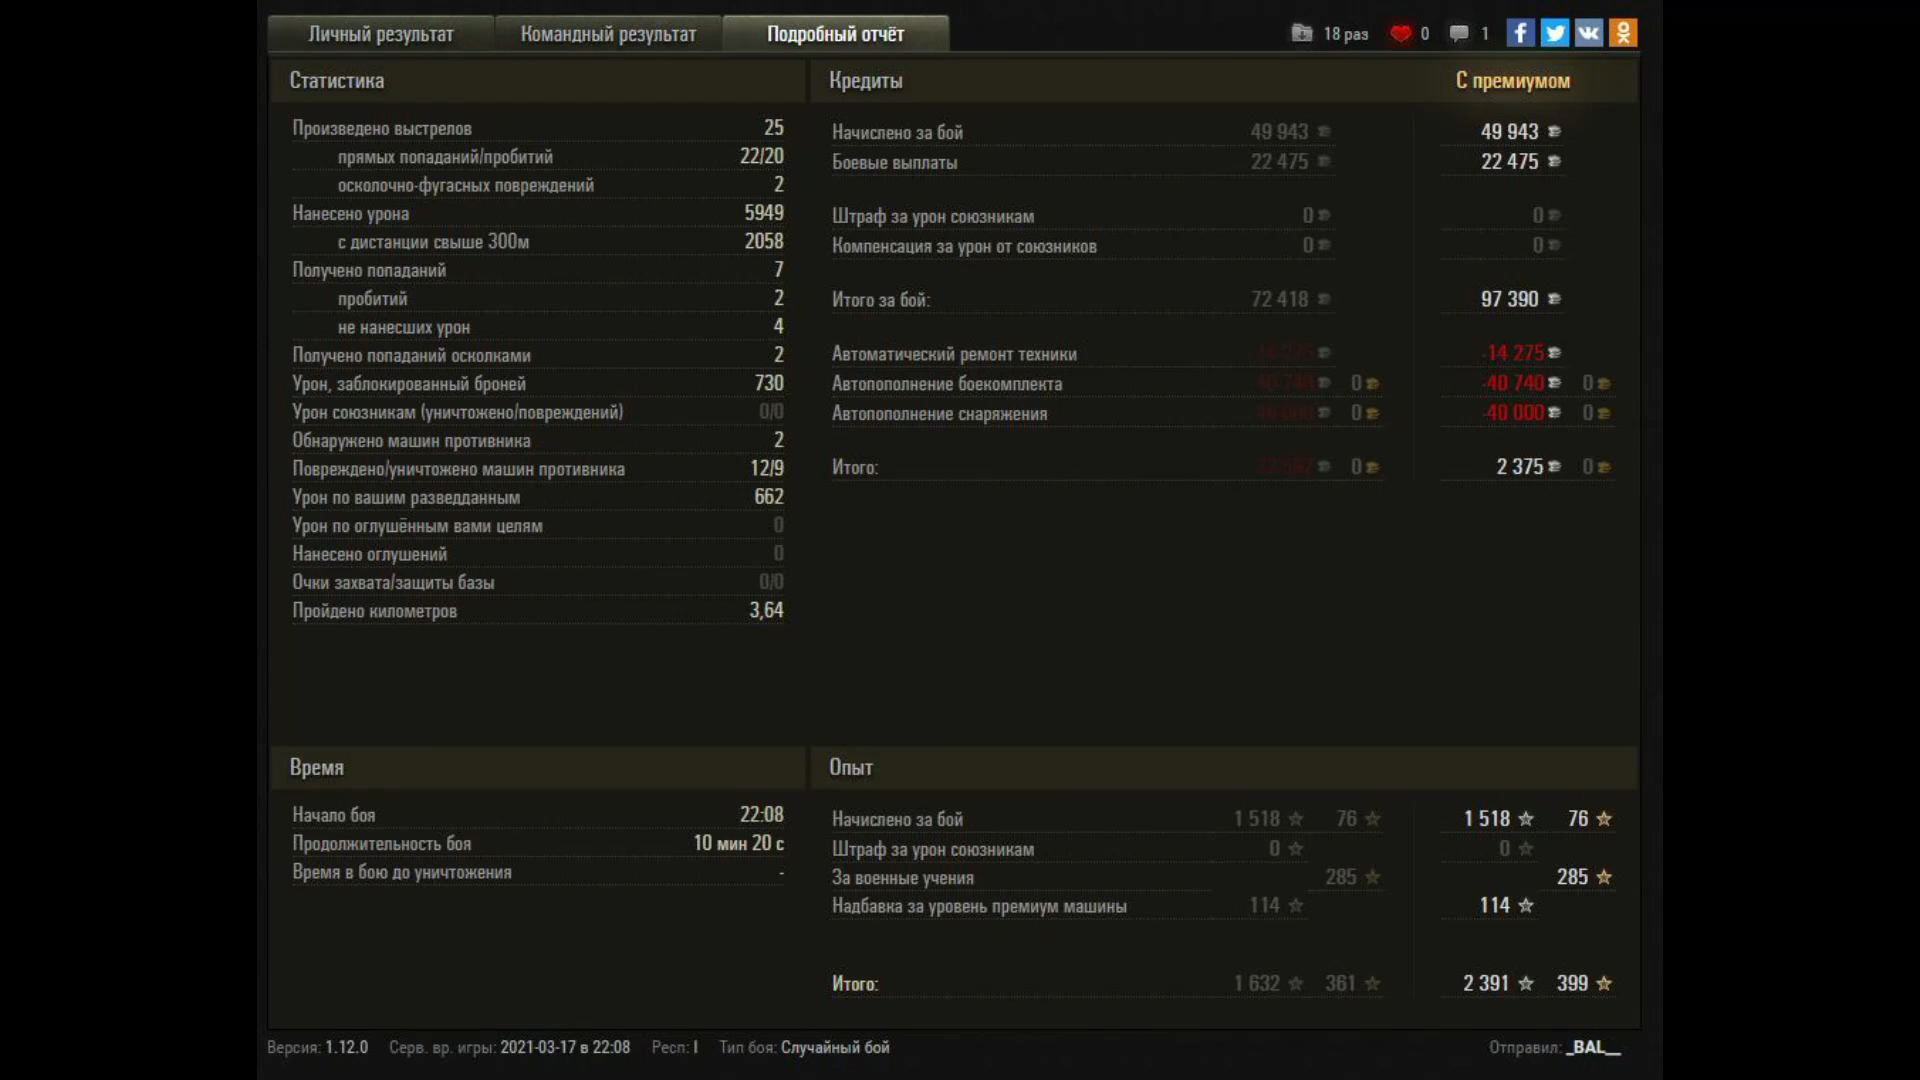 Личный результат Командный результат Подробный отчёт 18 раз 0 1
Статистика
Произведено выстрелов 25
прямых попаданий/пробитий 22/20
осколочно-фугасных повреждений 2
Нанесено урона 5949
с дистанции свыше 300м 2058
Получено попаданий 7
пробитий 2
не нанесших урон 4
Получено попаданий осколками 2
Урон, заблокированный броней 730
Урон союзникам (уничтожено/повреждений) 0/0
Обнаружено машин противника 2
Повреждено/уничтожено машин противника 12/9
Урон по вашим разведданным 662
Урон по оглушённым вами целям 0
Нанесено оглушений 0
Очки захвата/защиты базы 0/0
Пройдено километров 3,64
Кредиты С премиумом
Начислено за бой 49 943 49 943
Боевые выплаты 22 475 22 475
Штраф за урон союзникам 0 0
Компенсация за урон от союзников 0 0
Итого за бой: 72 418 97 390
Автоматический ремонт техники -14 275
Автопополнение боекомплекта 0 -40 740 0
Автопополнение снаряжения 0 -40 000 0
Итого: 0 2 375 0
Время
Начало боя 22:08
Продолжительность боя 10 мин 20 с
Время в бою до уничтожения -
Опыт
Начислено за бой 1 518 76 1 518 76
Штраф за урон союзникам 0 0
За военные учения 285 285
Надбавка за уровень премиум машины 114 114
Итого: 1 632 361 2 391 399
Версия: 1.12.0 Серв. вр. игры: 2021-03-17 в 22:08 Респ: I Тип боя: Случайный бой Отправил: _BAL__